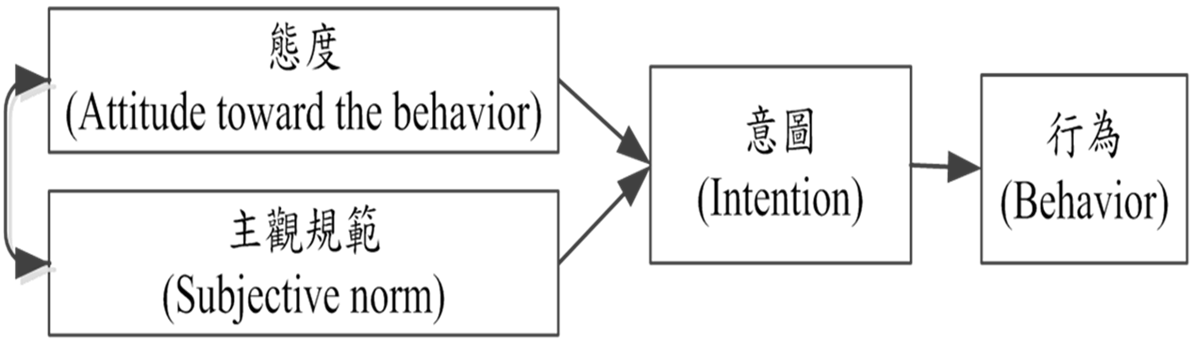 態度
(Attitude toward the behavior)
主觀規範
(Subjective norm)
意圖
(Intention)
行為
(Behavior)